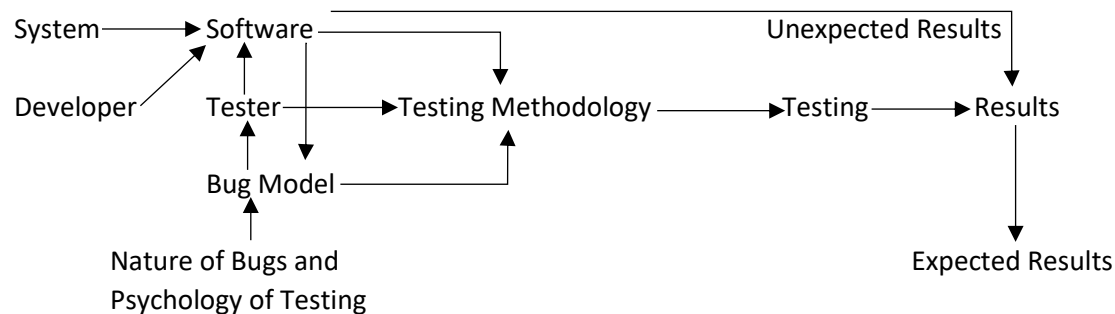 System
Software
Unexpected Results
Developer
Tester
Testing Methodology
Testing
Results
Bug Model
Nature of Bugs and
Psychology of Testing
Expected Results